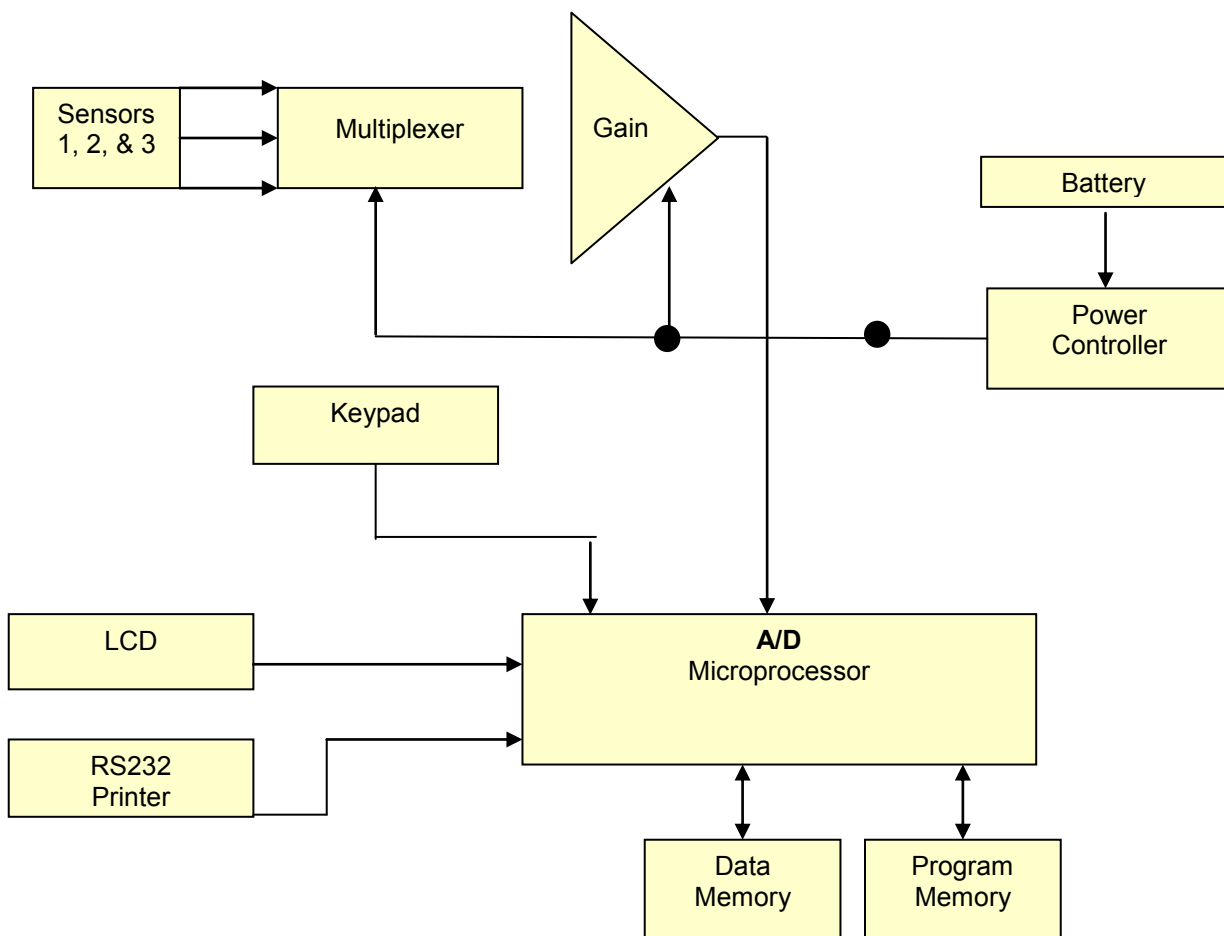 Sensors
1, 2, & 3
Multiplexer
Gain
Battery
Power
Controller
Keypad
LCD
A/D
Microprocessor
RS232
Printer
Data
Memory
Program
Memory